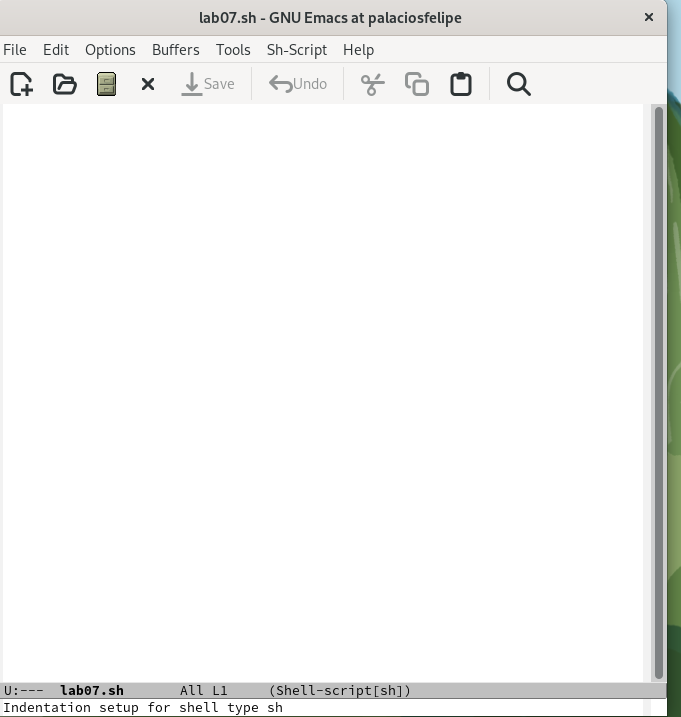 lab07.sh - GNU Emacs at palaciosfelipe ×
File Edit Options Buffers Tools Sh-Script Help
Save Undo
U:--- lab07.sh All L1 (Shell-script[sh])
Indentation setup for shell type sh